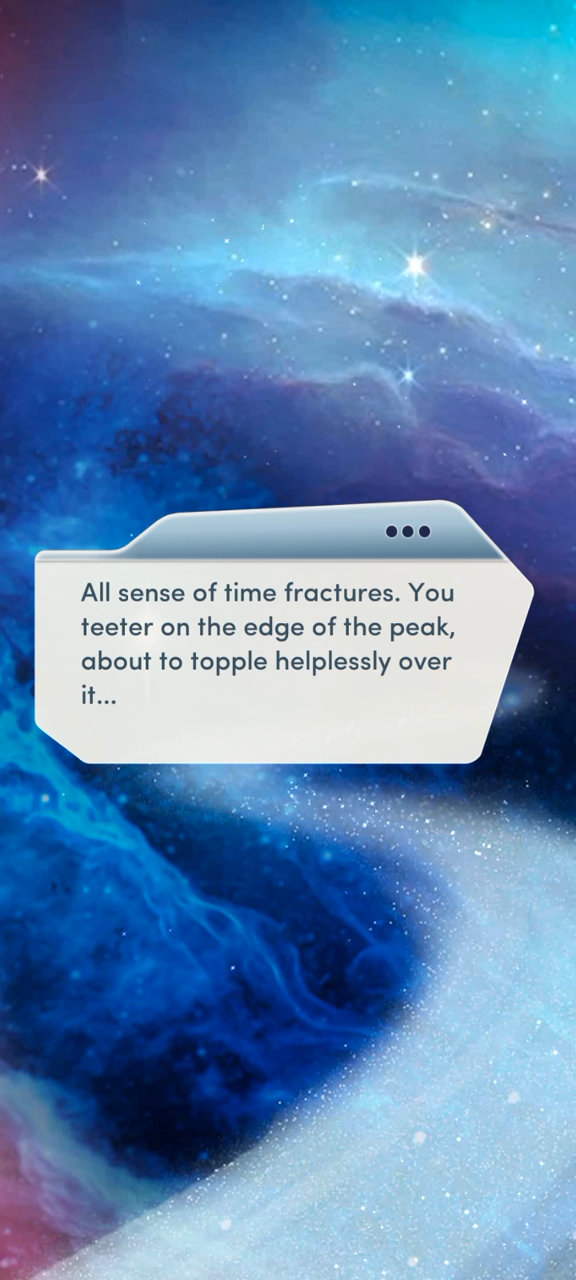 All sense of time fractures. You
teeter on the edge of the peak,
about to topple helplessly over
it...